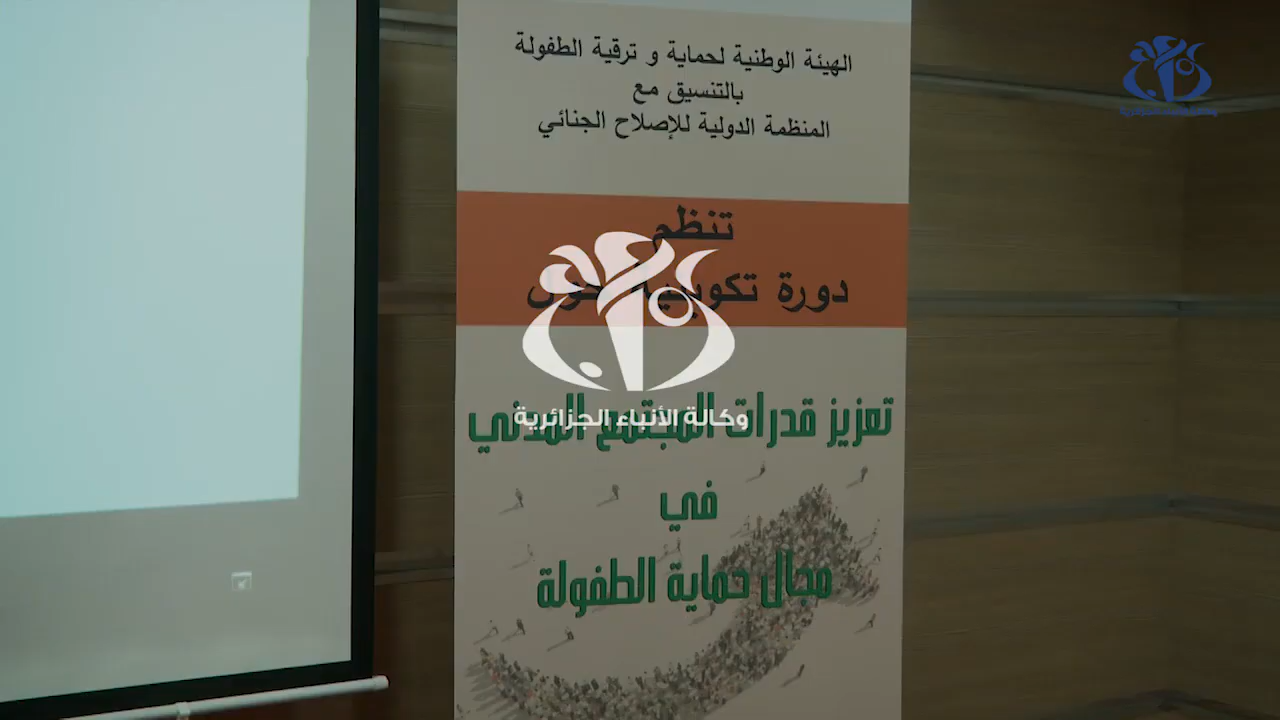 الهيئة الوطنية لحماية و ترقية الطفولة
بالتنسيق مع
المنظمة الدولية للإصلاح الجنائي
تنظم
دورة تكوينية حول
وكالة الأنباء الجزائرية
تعزيز قدرات المجتمع المدني
في
مجال حماية الطفولة